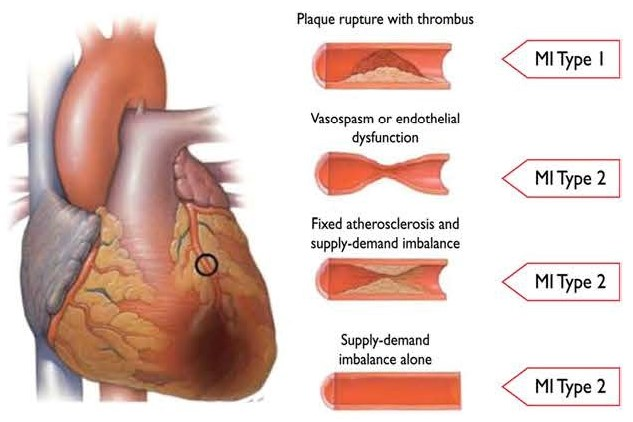 Plaque rupture with thrombus
MI Type 1
Vasospasm or endothelial
dysfunction
MI Type 2
Fixed atherosclerosis and
supply-demand imbalance
MI Type 2
Supply-demand
imbalance alone
MI Type 2